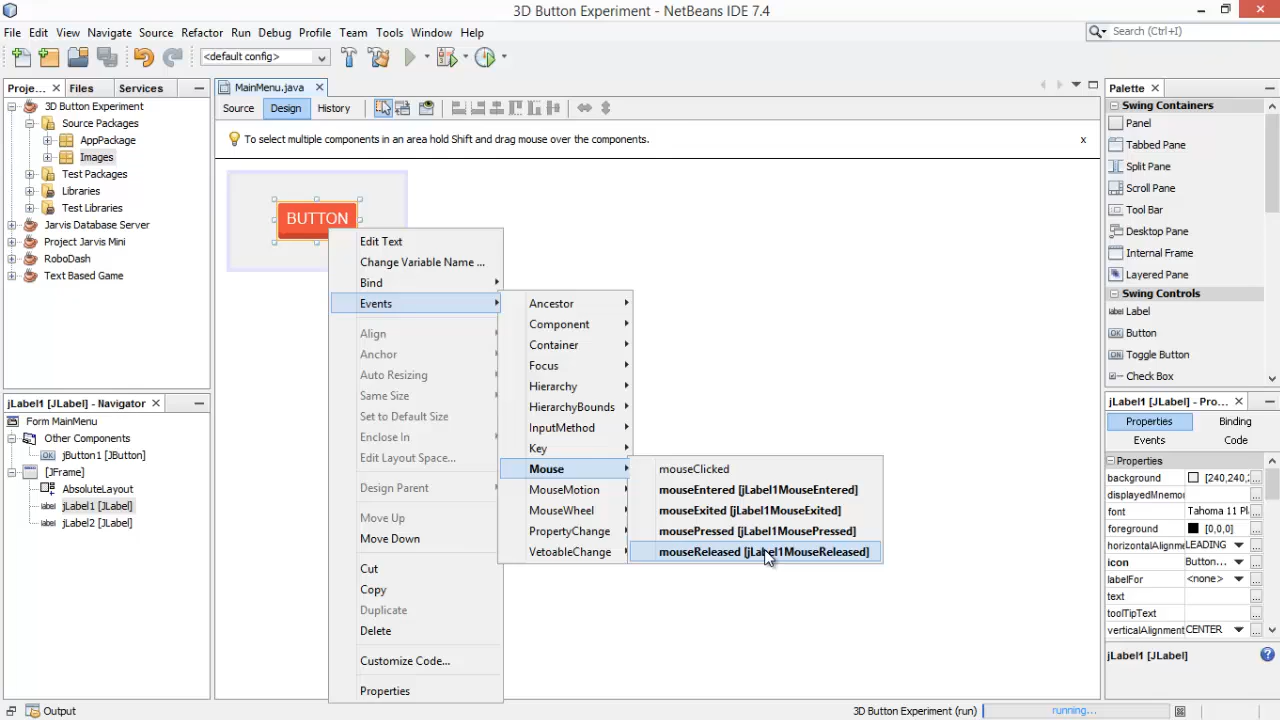 3D Button Experiment - NetBeans IDE 7.4
File Edit View Navigate Source Refactor Run Debug Profile Team Tools Window Help
Search (Ctrl+I)
<default config>
Proje... Files Services
3D Button Experiment
Source Packages
AppPackage
Images
Test Packages
Libraries
Test Libraries
Jarvis Database Server
Project Jarvis Mini
RoboDash
Text Based Game
jLabel1 [JLabel] - Navigator
Form MainMenu
Other Components
jButton1 [JButton]
[JFrame]
AbsoluteLayout
jLabel1 [JLabel]
jLabel2 [JLabel]
MainMenu.java
Source Design History
To select multiple components in an area hold Shift and drag mouse over the components.
x
BUTTON
Edit Text
Change Variable Name ...
Bind
Events
Align
Anchor
Auto Resizing
Same Size
Set to Default Size
Enclose In
Edit Layout Space...
Design Parent
Move Up
Move Down
Cut
Copy
Duplicate
Delete
Customize Code...
Properties
Ancestor
Component
Container
Focus
Hierarchy
HierarchyBounds
InputMethod
Key
Mouse
MouseMotion
MouseWheel
PropertyChange
VetoableChange
mouseClicked
mouseEntered [jLabel1MouseEntered]
mouseExited [jLabel1MouseExited]
mousePressed [jLabel1MousePressed]
mouseReleased [jLabel1MouseReleased]
Palette
Swing Containers
Panel
Tabbed Pane
Split Pane
Scroll Pane
Tool Bar
Desktop Pane
Internal Frame
Layered Pane
Swing Controls
label Label
OK Button
ON Toggle Button
Check Box
jLabel1 [JLabel] - Pro...
Properties Binding
Events Code
Properties
background [240,240,
displayedMnemor
font Tahoma 11 Pl
foreground [0,0,0]
horizontalAlignme LEADING
icon Button...
labelFor <none>
text
toolTipText
verticalAlignment CENTER
jLabel1 [JLabel]
Output
3D Button Experiment (run) running...